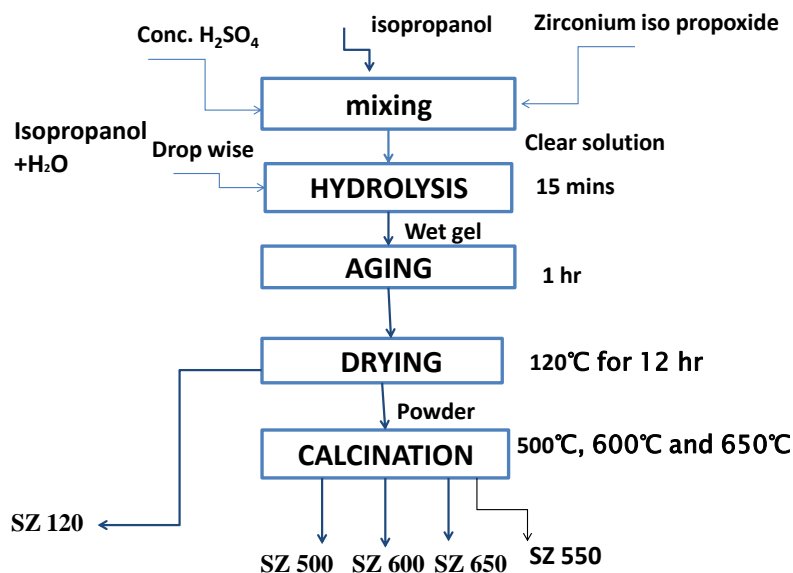 isopropanol
Conc. H₂SO₄
Zirconium iso propoxide
mixing
Isopropanol
+H₂O
Drop wise
Clear solution
HYDROLYSIS
15 mins
Wet gel
AGING
1 hr
DRYING
120℃ for 12 hr
Powder
CALCINATION
500℃, 600℃ and 650℃
SZ 120
SZ 500
SZ 600
SZ 650
SZ 550